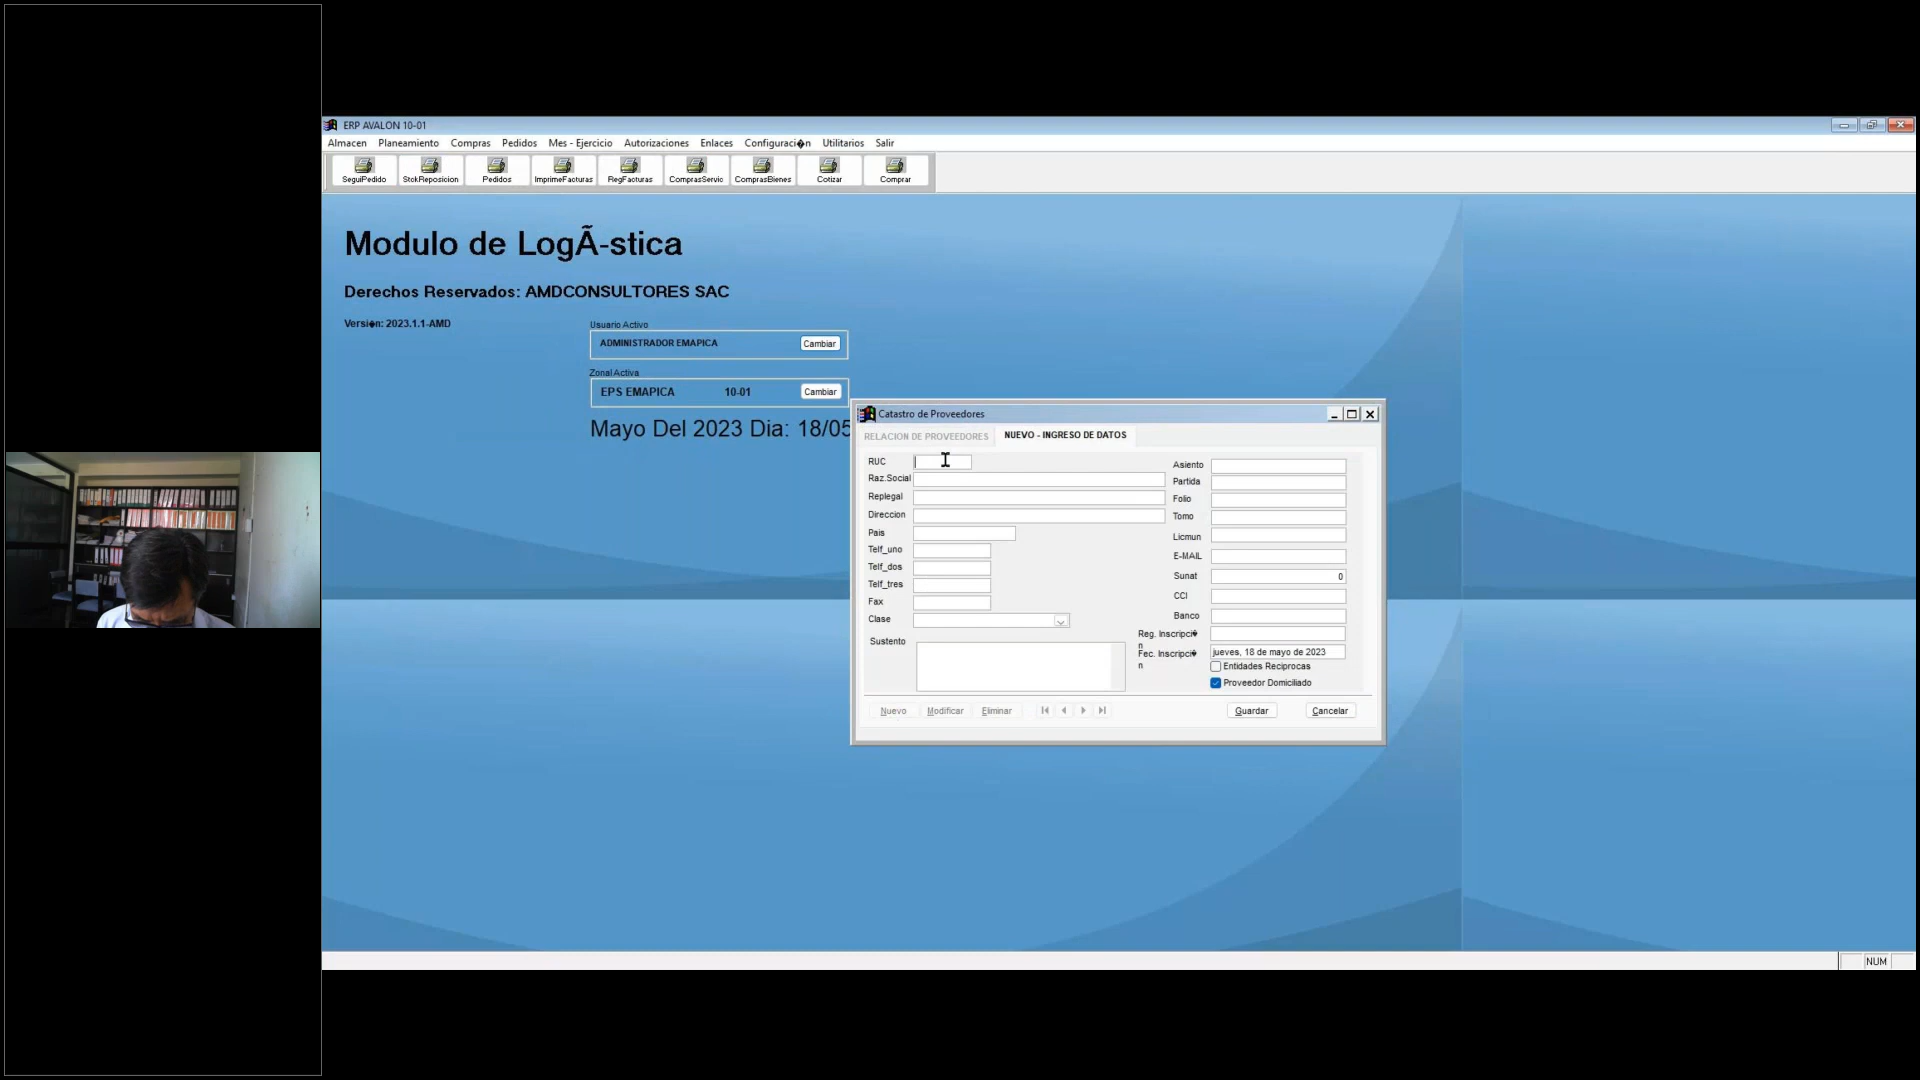 ERP AVALON 10-01
Almacen Planeamiento Compras Pedidos Mes - Ejercicio Autorizaciones Enlaces Configuraci�n Utilitarios Salir
SeguiPedido StckReposicion Pedidos ImprimeFacturas RegFacturas ComprasServic ComprasBienes Cotizar Comprar
Modulo de LogÃ-stica
Derechos Reservados: AMDCONSULTORES SAC
Versi�n: 2023.1.1-AMD
Usuario Activo
ADMINISTRADOR EMAPICA Cambiar
Zonal Activa
EPS EMAPICA 10-01 Cambiar
Mayo Del 2023 Dia: 18/05
Catastro de Proveedores
RELACION DE PROVEEDORES NUEVO - INGRESO DE DATOS
RUC
Raz.Social
Replegal
Direccion
Pais
Telf_uno
Telf_dos
Telf_tres
Fax
Clase
Sustento
Asiento
Partida
Folio
Tomo
Licmun
E-MAIL
Sunat 0
CCI
Banco
Reg. Inscripci�
n
Fec. Inscripci� jueves, 18 de mayo de 2023
n
Entidades Reciprocas
Proveedor Domiciliado
Nuevo Modificar Eliminar Guardar Cancelar
NUM